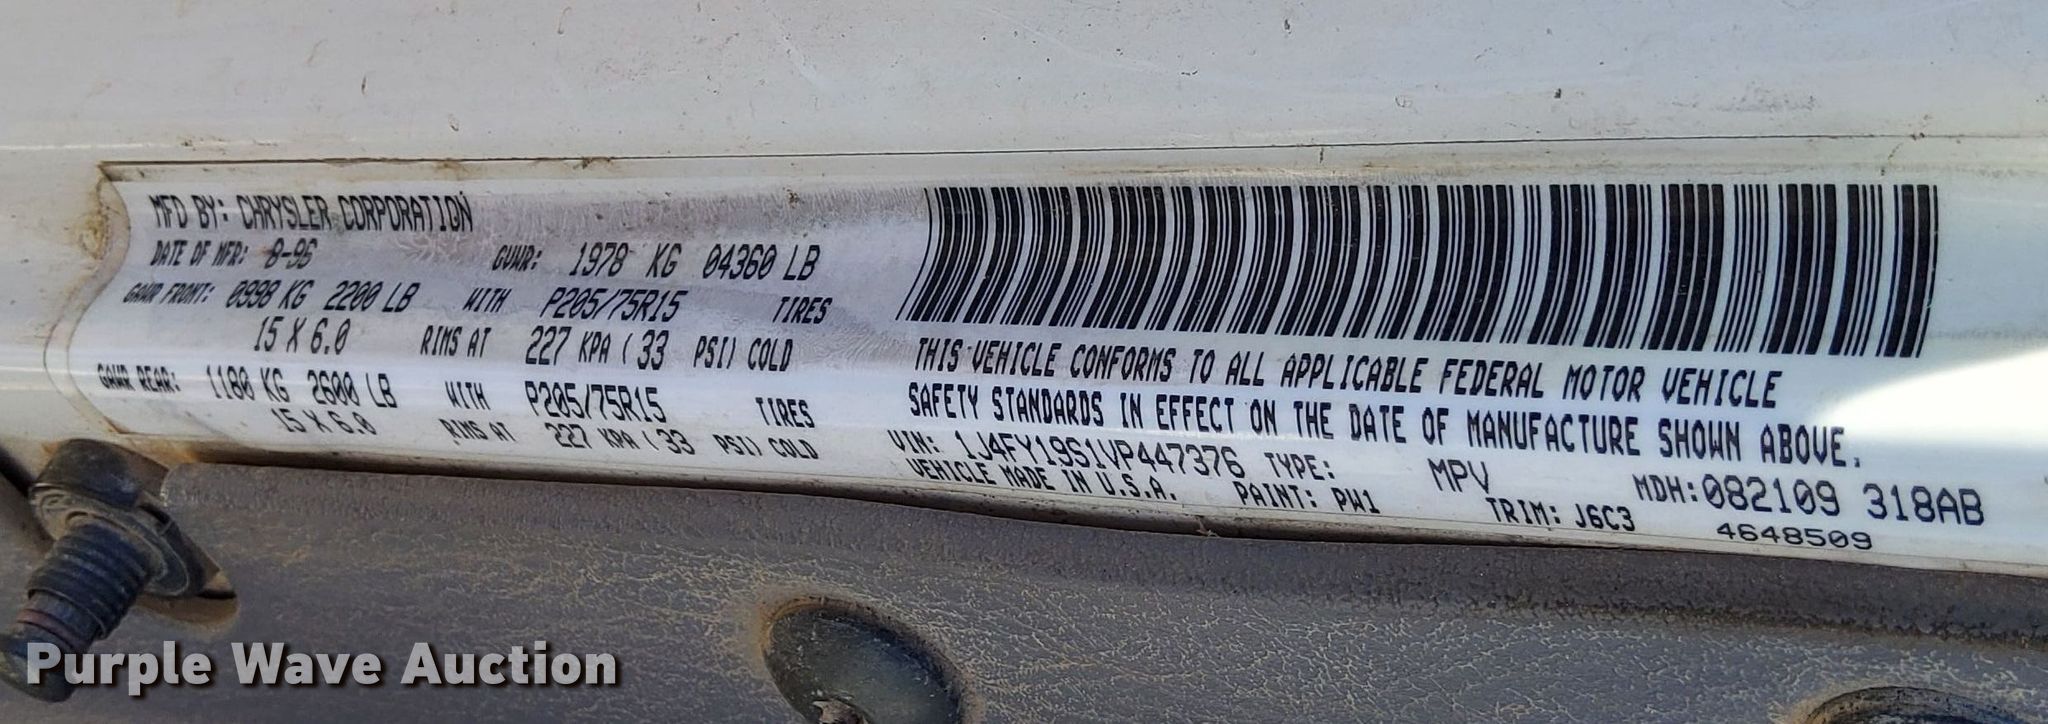 MFD BY: CHRYSLER CORPORATION
DATE OF MFR: 8-96 GVWR: 1978 KG 04360 LB
GAWR FRONT: 0998 KG 2200 LB WITH P205/75R15 TIRES
15 X 6.0 RIMS AT 227 KPA ( 33 PSI) COLD
GAWR REAR: 1180 KG 2600 LB WITH P205/75R15 TIRES
15 X 6.0 RIMS AT 227 KPA ( 33 PSI) COLD
THIS VEHICLE CONFORMS TO ALL APPLICABLE FEDERAL MOTOR VEHICLE
SAFETY STANDARDS IN EFFECT ON THE DATE OF MANUFACTURE SHOWN ABOVE.
VIN: 1J4FY19S1VP447376 TYPE: MPV MDH: 082109 318AB
VEHICLE MADE IN U.S.A. PAINT: PW1 TRIM: J6C3 4648509
Purple Wave Auction